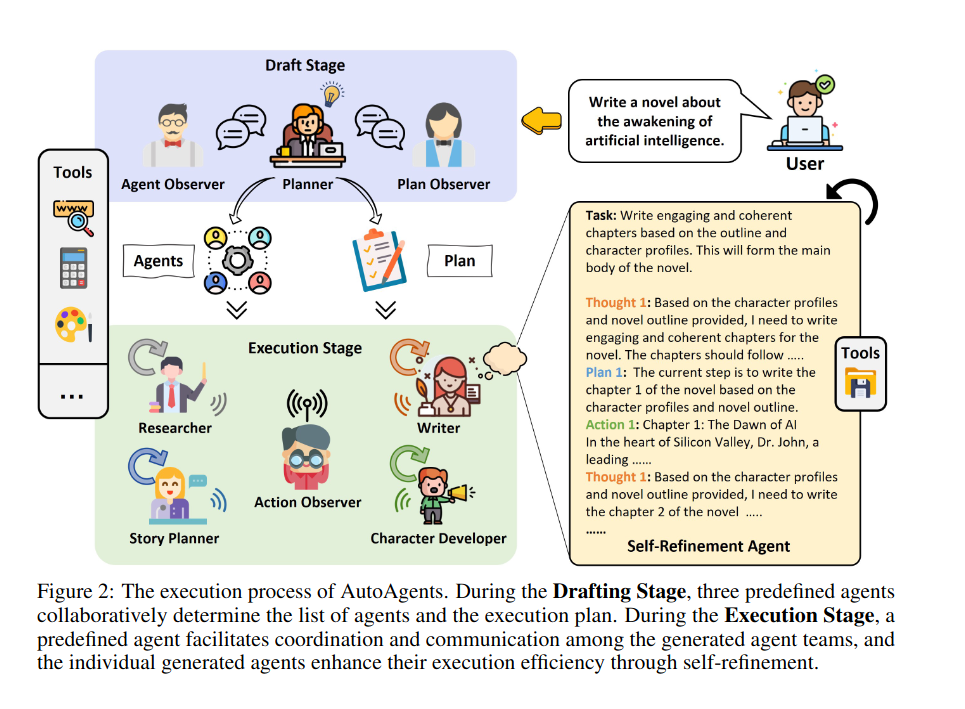 Draft Stage
Agent Observer
Planner
Plan Observer
Write a novel about
the awakening of
artificial intelligence.
User
Tools
www
...
Agents
Plan
Execution Stage
Researcher
Writer
Action Observer
Story Planner
Character Developer
Task: Write engaging and coherent
chapters based on the outline and
character profiles. This will form the main
body of the novel.
Thought 1: Based on the character profiles
and novel outline provided, I need to write
engaging and coherent chapters for the
novel. The chapters should follow .....
Plan 1: The current step is to write the
chapter 1 of the novel based on the
character profiles and novel outline.
Action 1: Chapter 1: The Dawn of AI
In the heart of Silicon Valley, Dr. John, a
leading ......
Thought 1: Based on the character profiles
and novel outline provided, I need to write
the chapter 2 of the novel .....
......
Self-Refinement Agent
Tools
Figure 2: The execution process of AutoAgents. During the Drafting Stage, three predefined agents
collaboratively determine the list of agents and the execution plan. During the Execution Stage, a
predefined agent facilitates coordination and communication among the generated agent teams, and
the individual generated agents enhance their execution efficiency through self-refinement.